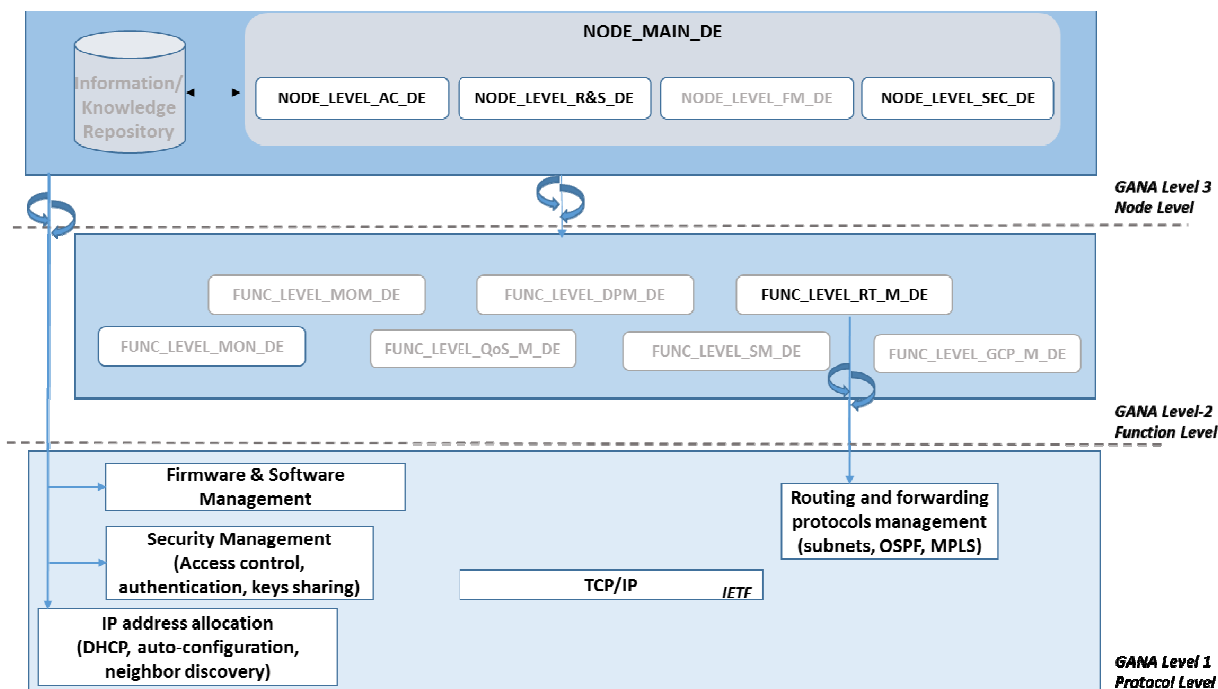 NODE_MAIN_DE
Information/
Knowledge
Repository
NODE_LEVEL_AC_DE
NODE_LEVEL_R&S_DE
NODE_LEVEL_FM_DE
NODE_LEVEL_SEC_DE
GANA Level 3
Node Level
FUNC_LEVEL_MOM_DE
FUNC_LEVEL_DPM_DE
FUNC_LEVEL_RT_M_DE
FUNC_LEVEL_MON_DE
FUNC_LEVEL_QoS_M_DE
FUNC_LEVEL_SM_DE
FUNC_LEVEL_GCP_M_DE
GANA Level-2
Function Level
Firmware & Software
Management
Security Management
(Access control,
authentication, keys sharing)
IP address allocation
(DHCP, auto-configuration,
neighbor discovery)
TCP/IP
IETF
Routing and forwarding
protocols management
(subnets, OSPF, MPLS)
GANA Level 1
Protocol Level